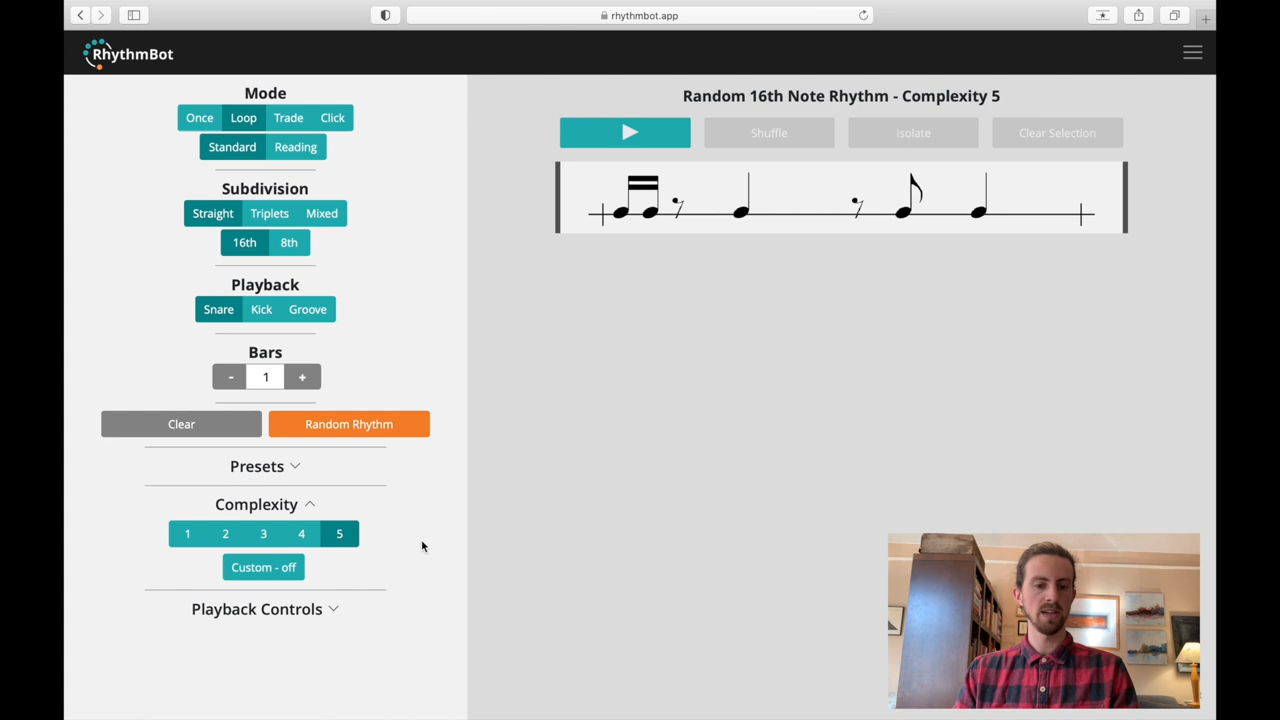 rhythmbot.app
RhythmBot
Mode
Once Loop Trade Click
Standard Reading
Subdivision
Straight Triplets Mixed
16th 8th
Playback
Snare Kick Groove
Bars
- 1 +
Clear Random Rhythm
Presets
Complexity
1 2 3 4 5
Custom - off
Playback Controls
Random 16th Note Rhythm - Complexity 5
Shuffle Isolate Clear Selection